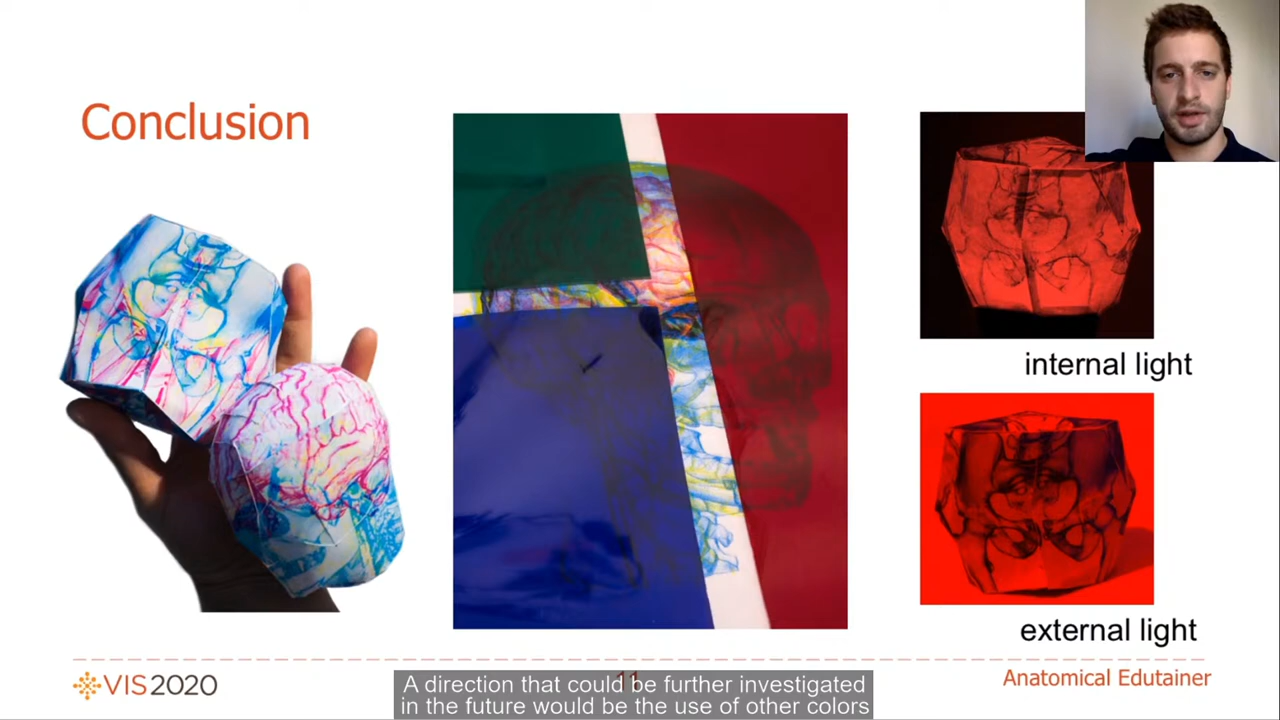 Conclusion
internal light
external light
VIS2020
11
Anatomical Edutainer
A direction that could be further investigated
in the future would be the use of other colors